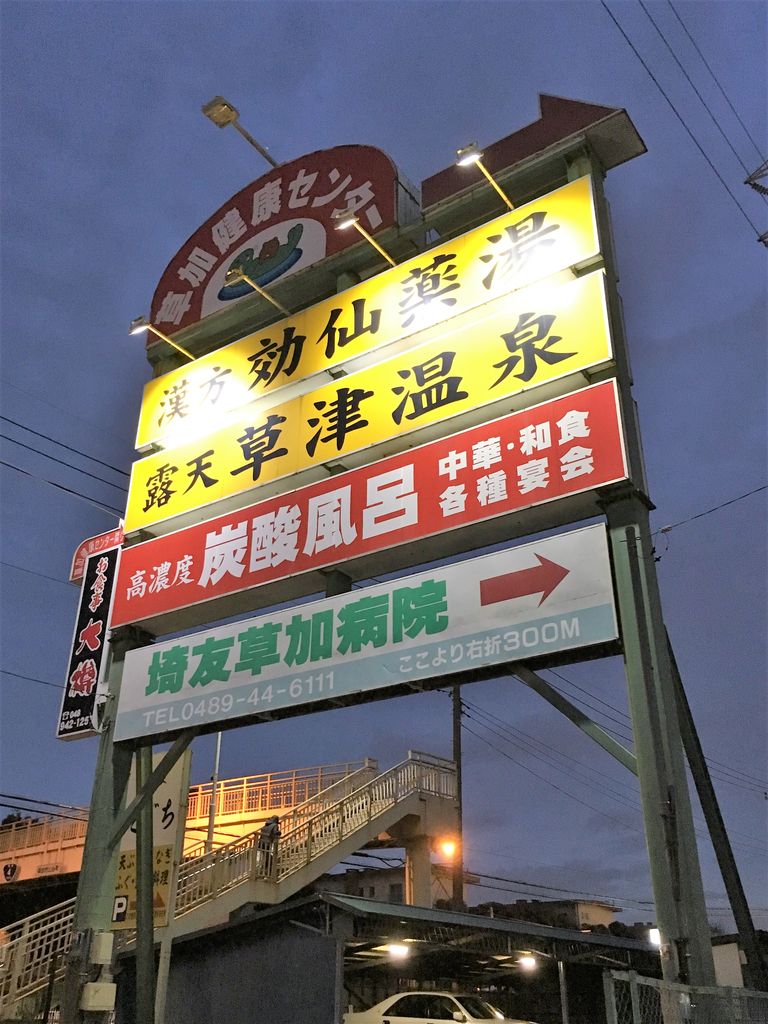 草加健康センター
漢方効仙薬湯
露天草津温泉
高濃度炭酸風呂
中華・和食
各種宴会
埼友草加病院
TEL0489-44-6111
ここより右折300M
お食事
大樽
☎048
942-125
P